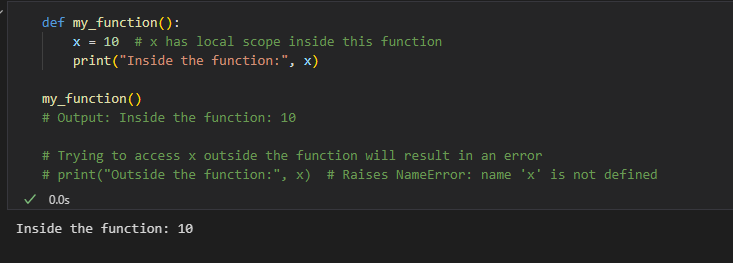 def my_function():
    x = 10  # x has local scope inside this function
    print("Inside the function:", x)
my_function()
# Output: Inside the function: 10
# Trying to access x outside the function will result in an error
# print("Outside the function:", x)  # Raises NameError: name 'x' is not defined
0.0s
Inside the function: 10